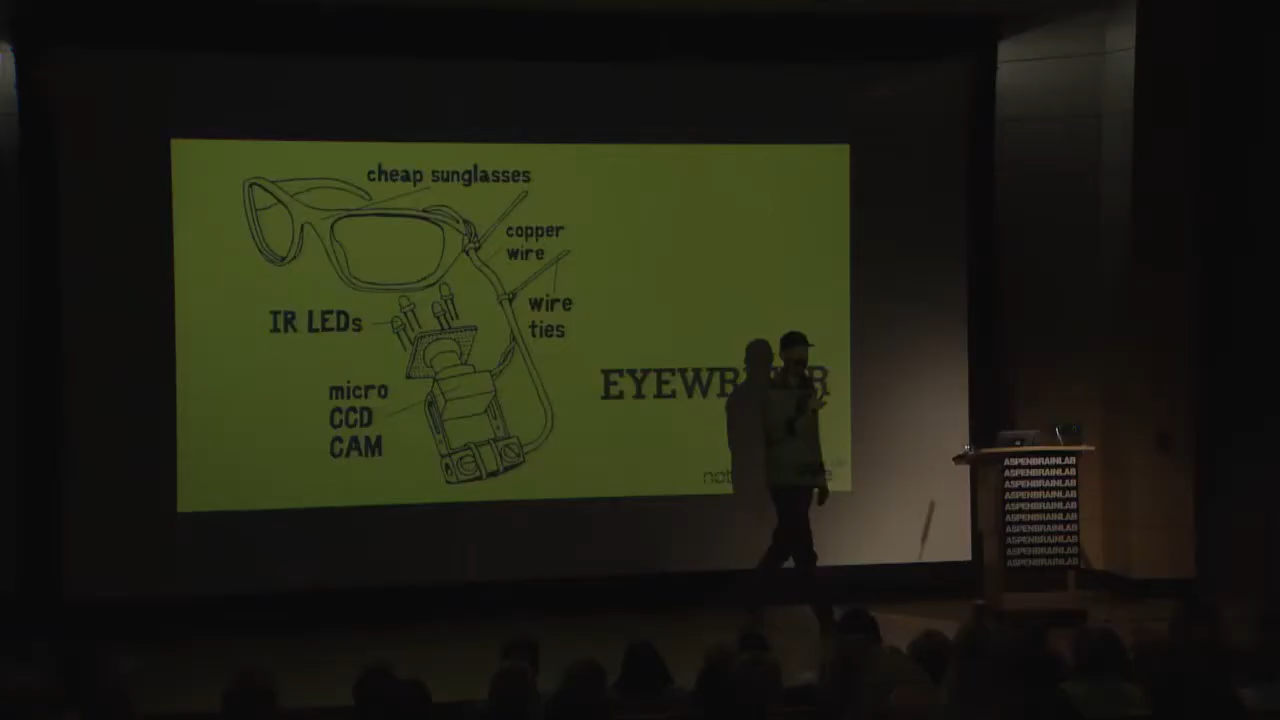 cheap sunglasses
copper
wire
wire
ties
IR LEDs
micro
CCD
CAM
ASPENBRAINLAB
ASPENBRAINLAB
ASPENBRAINLAB
ASPENBRAINLAB
ASPENBRAINLAB
ASPENBRAINLAB
ASPENBRAINLAB
ASPENBRAINLAB
ASPENBRAINLAB
ASPENBRAINLAB